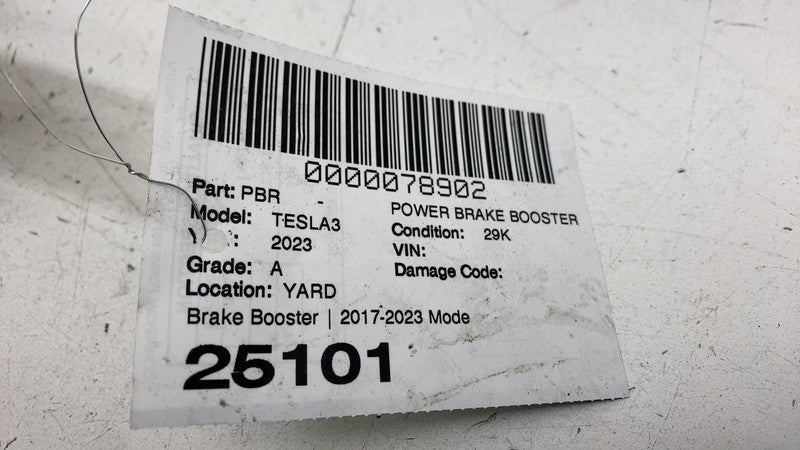 0000078902
Part: PBR - POWER BRAKE BOOSTER
Model: TESLA3 Condition: 29K
2023 VIN:
Grade: A Damage Code:
Location: YARD
Brake Booster | 2017-2023 Mode
25101